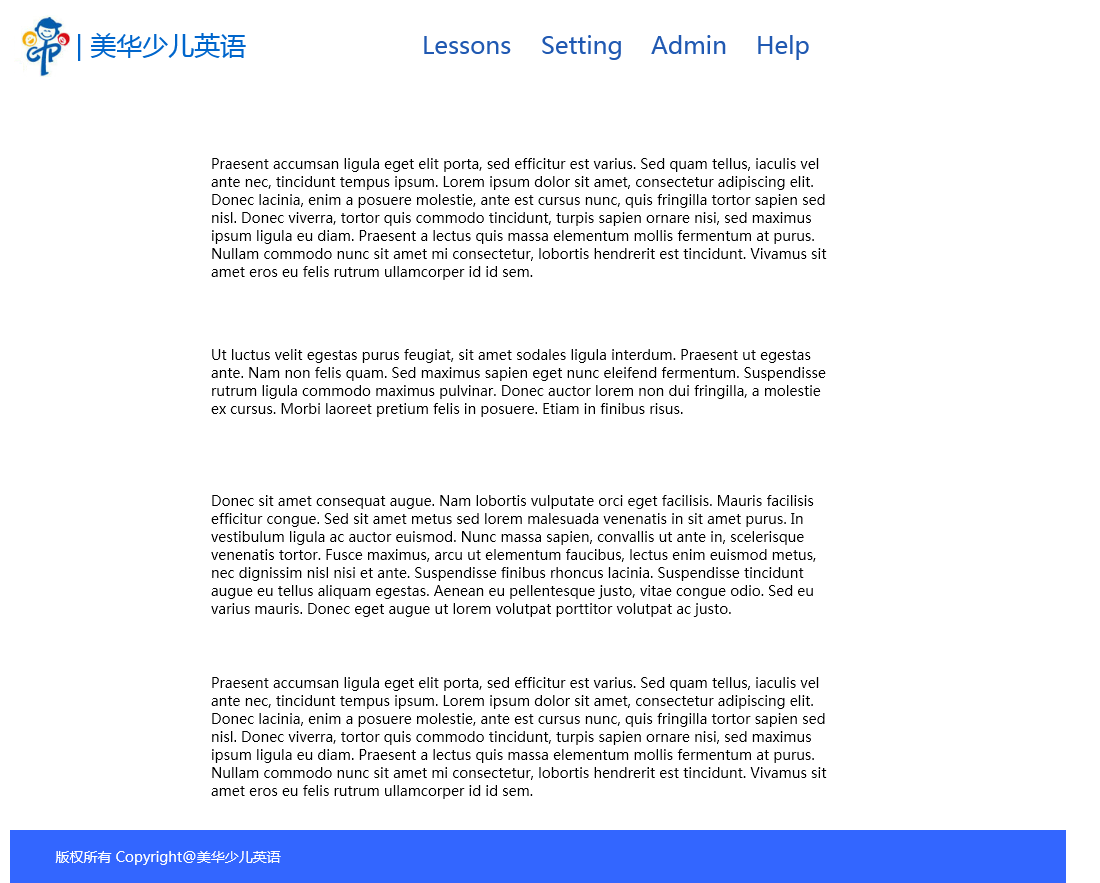 | 美华少儿英语
Lessons Setting Admin Help
Praesent accumsan ligula eget elit porta, sed efficitur est varius. Sed quam tellus, iaculis vel
ante nec, tincidunt tempus ipsum. Lorem ipsum dolor sit amet, consectetur adipiscing elit.
Donec lacinia, enim a posuere molestie, ante est cursus nunc, quis fringilla tortor sapien sed
nisl. Donec viverra, tortor quis commodo tincidunt, turpis sapien ornare nisi, sed maximus
ipsum ligula eu diam. Praesent a lectus quis massa elementum mollis fermentum at purus.
Nullam commodo nunc sit amet mi consectetur, lobortis hendrerit est tincidunt. Vivamus sit
amet eros eu felis rutrum ullamcorper id id sem.
Ut luctus velit egestas purus feugiat, sit amet sodales ligula interdum. Praesent ut egestas
ante. Nam non felis quam. Sed maximus sapien eget nunc eleifend fermentum. Suspendisse
rutrum ligula commodo maximus pulvinar. Donec auctor lorem non dui fringilla, a molestie
ex cursus. Morbi laoreet pretium felis in posuere. Etiam in finibus risus.
Donec sit amet consequat augue. Nam lobortis vulputate orci eget facilisis. Mauris facilisis
efficitur congue. Sed sit amet metus sed lorem malesuada venenatis in sit amet purus. In
vestibulum ligula ac auctor euismod. Nunc massa sapien, convallis ut ante in, scelerisque
venenatis tortor. Fusce maximus, arcu ut elementum faucibus, lectus enim euismod metus,
nec dignissim nisl nisi et ante. Suspendisse finibus rhoncus lacinia. Suspendisse tincidunt
augue eu tellus aliquam egestas. Aenean eu pellentesque justo, vitae congue odio. Sed eu
varius mauris. Donec eget augue ut lorem volutpat porttitor volutpat ac justo.
Praesent accumsan ligula eget elit porta, sed efficitur est varius. Sed quam tellus, iaculis vel
ante nec, tincidunt tempus ipsum. Lorem ipsum dolor sit amet, consectetur adipiscing elit.
Donec lacinia, enim a posuere molestie, ante est cursus nunc, quis fringilla tortor sapien sed
nisl. Donec viverra, tortor quis commodo tincidunt, turpis sapien ornare nisi, sed maximus
ipsum ligula eu diam. Praesent a lectus quis massa elementum mollis fermentum at purus.
Nullam commodo nunc sit amet mi consectetur, lobortis hendrerit est tincidunt. Vivamus sit
amet eros eu felis rutrum ullamcorper id id sem.
版权所有 Copyright@美华少儿英语